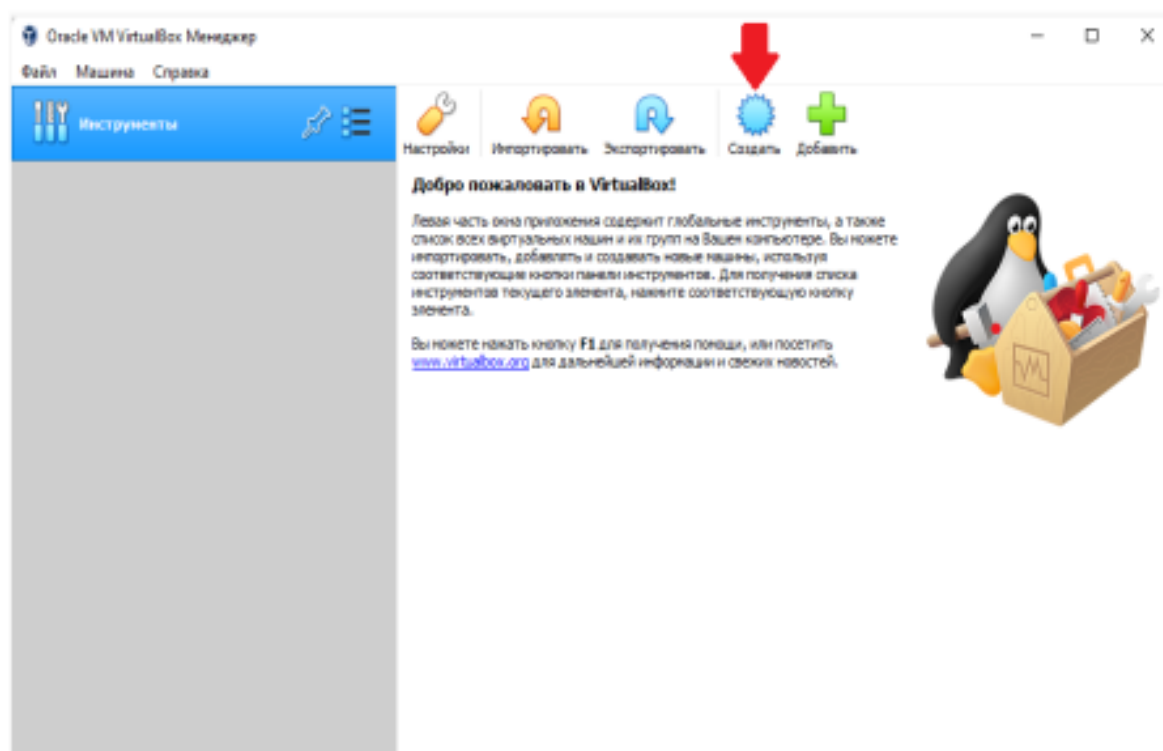 Oracle VM VirtualBox Менеджер
Файл Машина Справка
Инструменты
Настройки Импортировать Экспортировать Создать Добавить
Добро пожаловать в VirtualBox!
Левая часть окна приложения содержит глобальные инструменты, а также
список всех виртуальных машин и их групп на Вашем компьютере. Вы можете
импортировать, добавлять и создавать новые машины, используя
соответствующие кнопки панели инструментов. Для получения списка
инструментов текущего элемента, нажмите соответствующую кнопку
элемента.
Вы можете нажать кнопку F1 для получения помощи, или посетить
www.virtualbox.org для дальнейшей информации и свежих новостей.